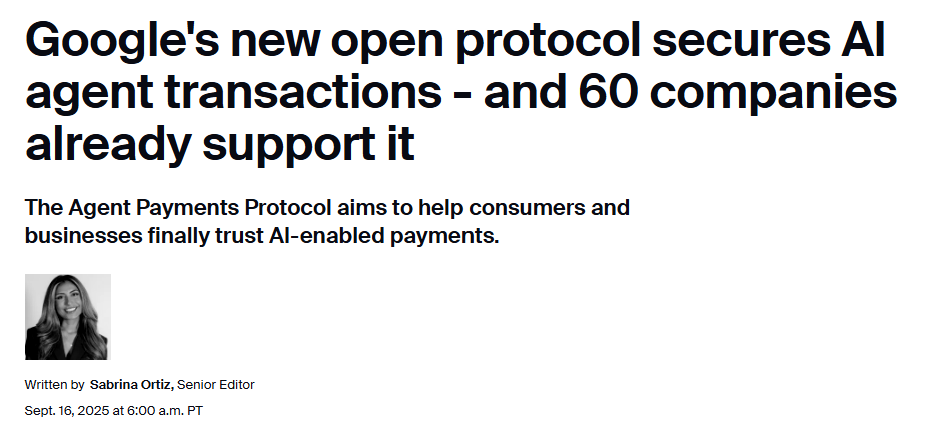 Google's new open protocol secures AI
agent transactions - and 60 companies
already support it
The Agent Payments Protocol aims to help consumers and
businesses finally trust AI-enabled payments.
Written by Sabrina Ortiz, Senior Editor
Sept. 16, 2025 at 6:00 a.m. PT